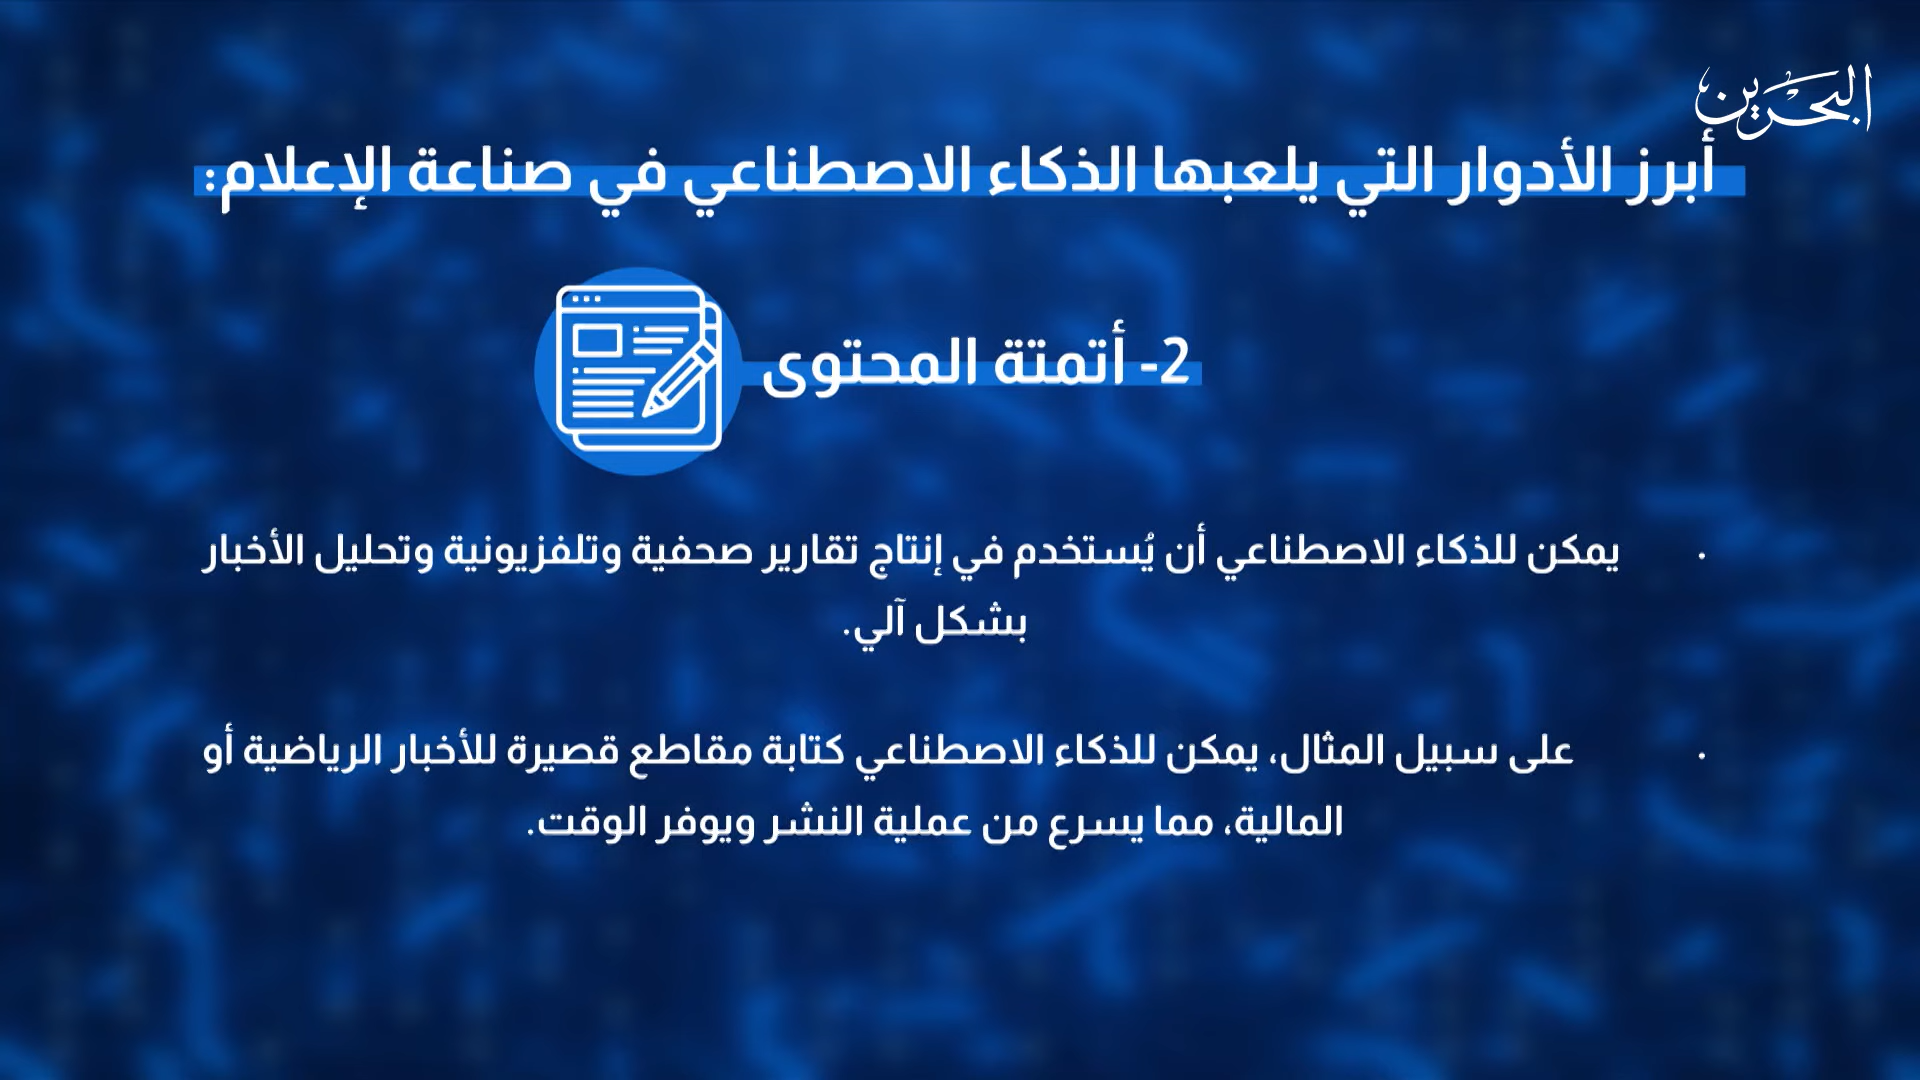 البحرين
أبرز الأدوار التي يلعبها الذكاء الاصطناعي في صناعة الإعلام:
2- أتمتة المحتوى
· يمكن للذكاء الاصطناعي أن يُستخدم في إنتاج تقارير صحفية وتلفزيونية وتحليل الأخبار
بشكل آلي.
· على سبيل المثال، يمكن للذكاء الاصطناعي كتابة مقاطع قصيرة للأخبار الرياضية أو
المالية، مما يسرع من عملية النشر ويوفر الوقت.